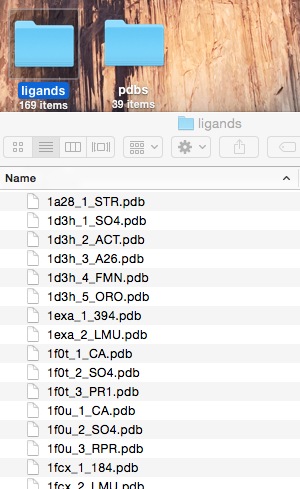 ligands
169 items
pdbs
39 items
ligands
Name
1a28_1_STR.pdb
1d3h_1_SO4.pdb
1d3h_2_ACT.pdb
1d3h_3_A26.pdb
1d3h_4_FMN.pdb
1d3h_5_ORO.pdb
1exa_1_394.pdb
1exa_2_LMU.pdb
1f0t_1_CA.pdb
1f0t_2_SO4.pdb
1f0t_3_PR1.pdb
1f0u_1_CA.pdb
1f0u_2_SO4.pdb
1f0u_3_RPR.pdb
1fcx_1_184.pdb
1fcx_2_LMU.pdb